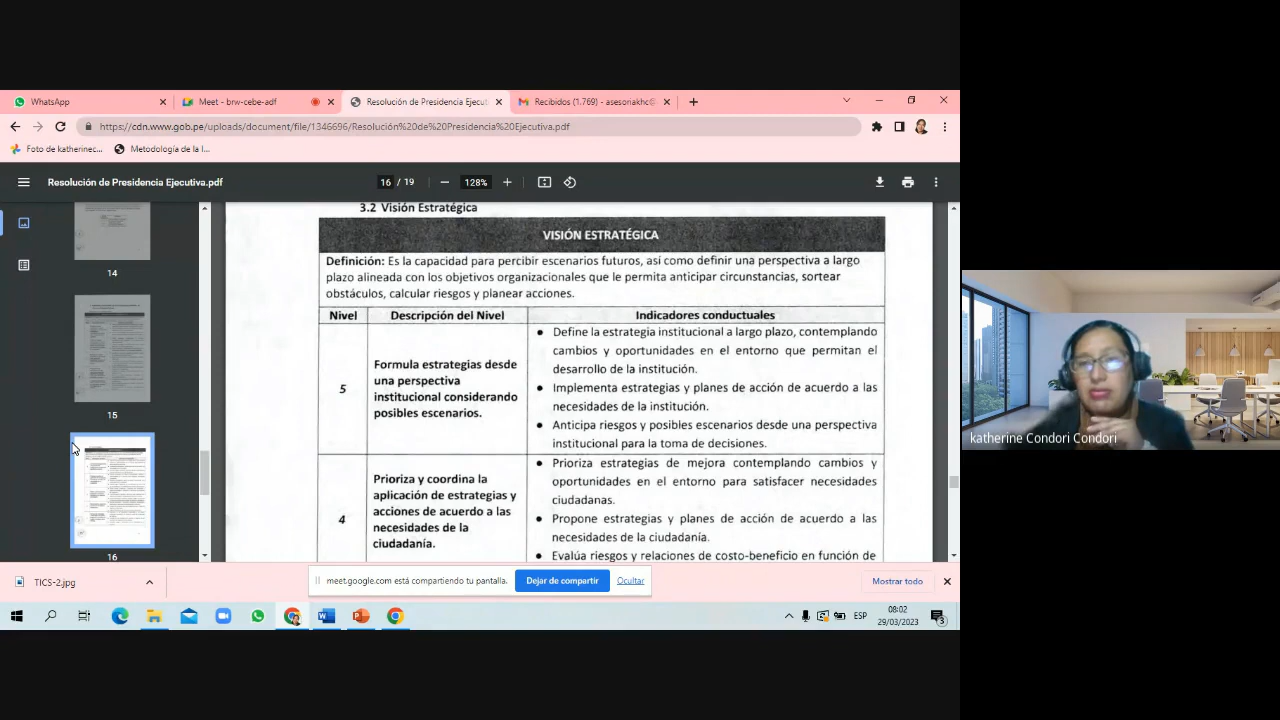 WhatsApp
Meet - brw-cebe-adf
Resolución de Presidencia Ejecuti
Recibidos (1.769) - asesoriakhc@
https://cdn.www.gob.pe/uploads/document/file/1346696/Resolución%20de%20Presidencia%20Ejecutiva.pdf
Foto de katherinec...
Metodología de la I...
Resolución de Presidencia Ejecutiva.pdf
16 / 19
128%
14
15
16
3.2 Visión Estratégica
VISIÓN ESTRATÉGICA
Definición: Es la capacidad para percibir escenarios futuros, así como definir una perspectiva a largo
plazo alineada con los objetivos organizacionales que le permita anticipar circunstancias, sortear
obstáculos, calcular riesgos y planear acciones.
Nivel Descripción del Nivel Indicadores conductuales
5
Formula estrategias desde
una perspectiva
institucional considerando
posibles escenarios.
● Define la estrategia institucional a largo plazo, contemplando
cambios y oportunidades en el entorno que permitan el
desarrollo de la institución.
● Implementa estrategias y planes de acción de acuerdo a las
necesidades de la institución.
● Anticipa riesgos y posibles escenarios desde una perspectiva
institucional para la toma de decisiones.
4
Prioriza y coordina la
aplicación de estrategias y
acciones de acuerdo a las
necesidades de la
ciudadanía.
● Prioriza estrategias de mejora contemplando cambios y
oportunidades en el entorno para satisfacer necesidades
ciudadanas.
● Propone estrategias y planes de acción de acuerdo a las
necesidades de la ciudadanía.
● Evalúa riesgos y relaciones de costo-beneficio en función de
katherine Condori Condori
TICS-2.jpg
meet.google.com está compartiendo tu pantalla.
Dejar de compartir
Ocultar
Mostrar todo
ESP
08:02
29/03/2023
3